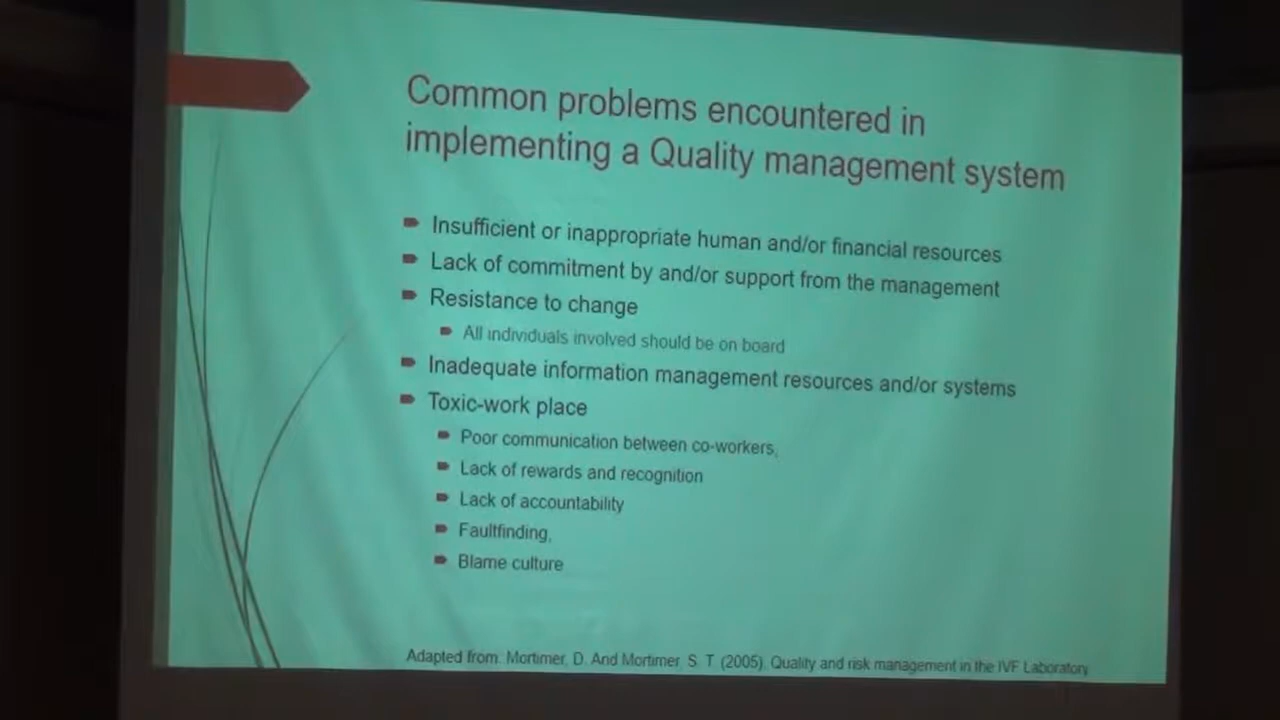 Common problems encountered in
implementing a Quality management system
Insufficient or inappropriate human and/or financial resources
Lack of commitment by and/or support from the management
Resistance to change
All individuals involved should be on board
Inadequate information management resources and/or systems
Toxic-work place
Poor communication between co-workers,
Lack of rewards and recognition
Lack of accountability
Faultfinding,
Blame culture
Adapted from: Mortimer, D. And Mortimer, S. T. (2005). Quality and risk management in the IVF Laboratory